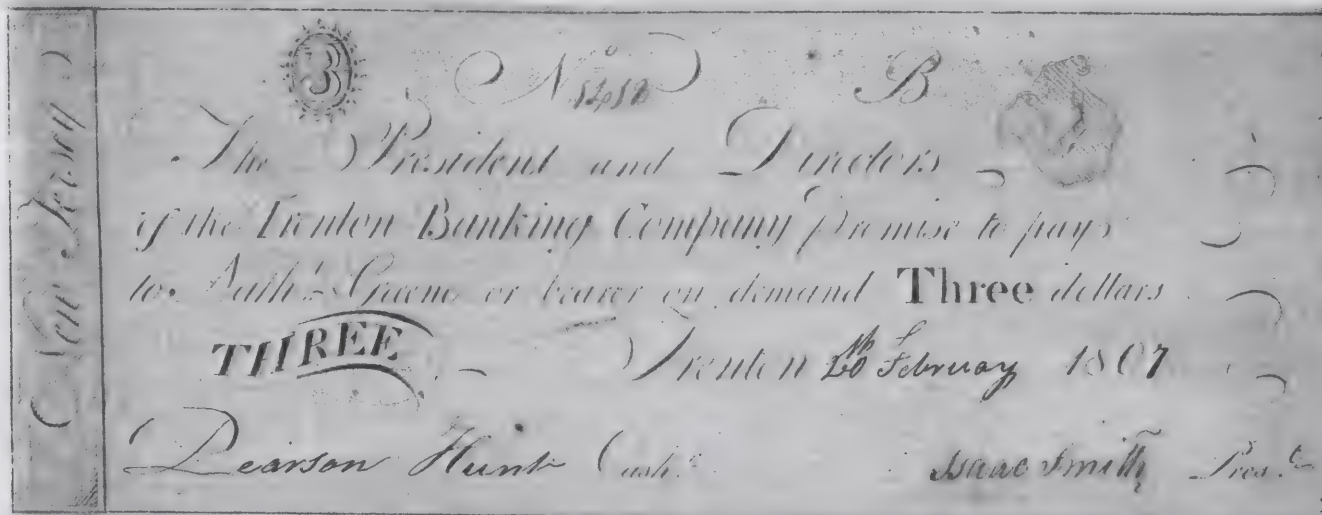 New Jersey
3 No B
The President and Directors
of the Trenton Banking Company promise to pay
to Nath.l Greene or bearer on demand Three dollars
THREE Trenton 20th February 1807
Pearson Hunt Cash.r Isaac Smith Pres.t